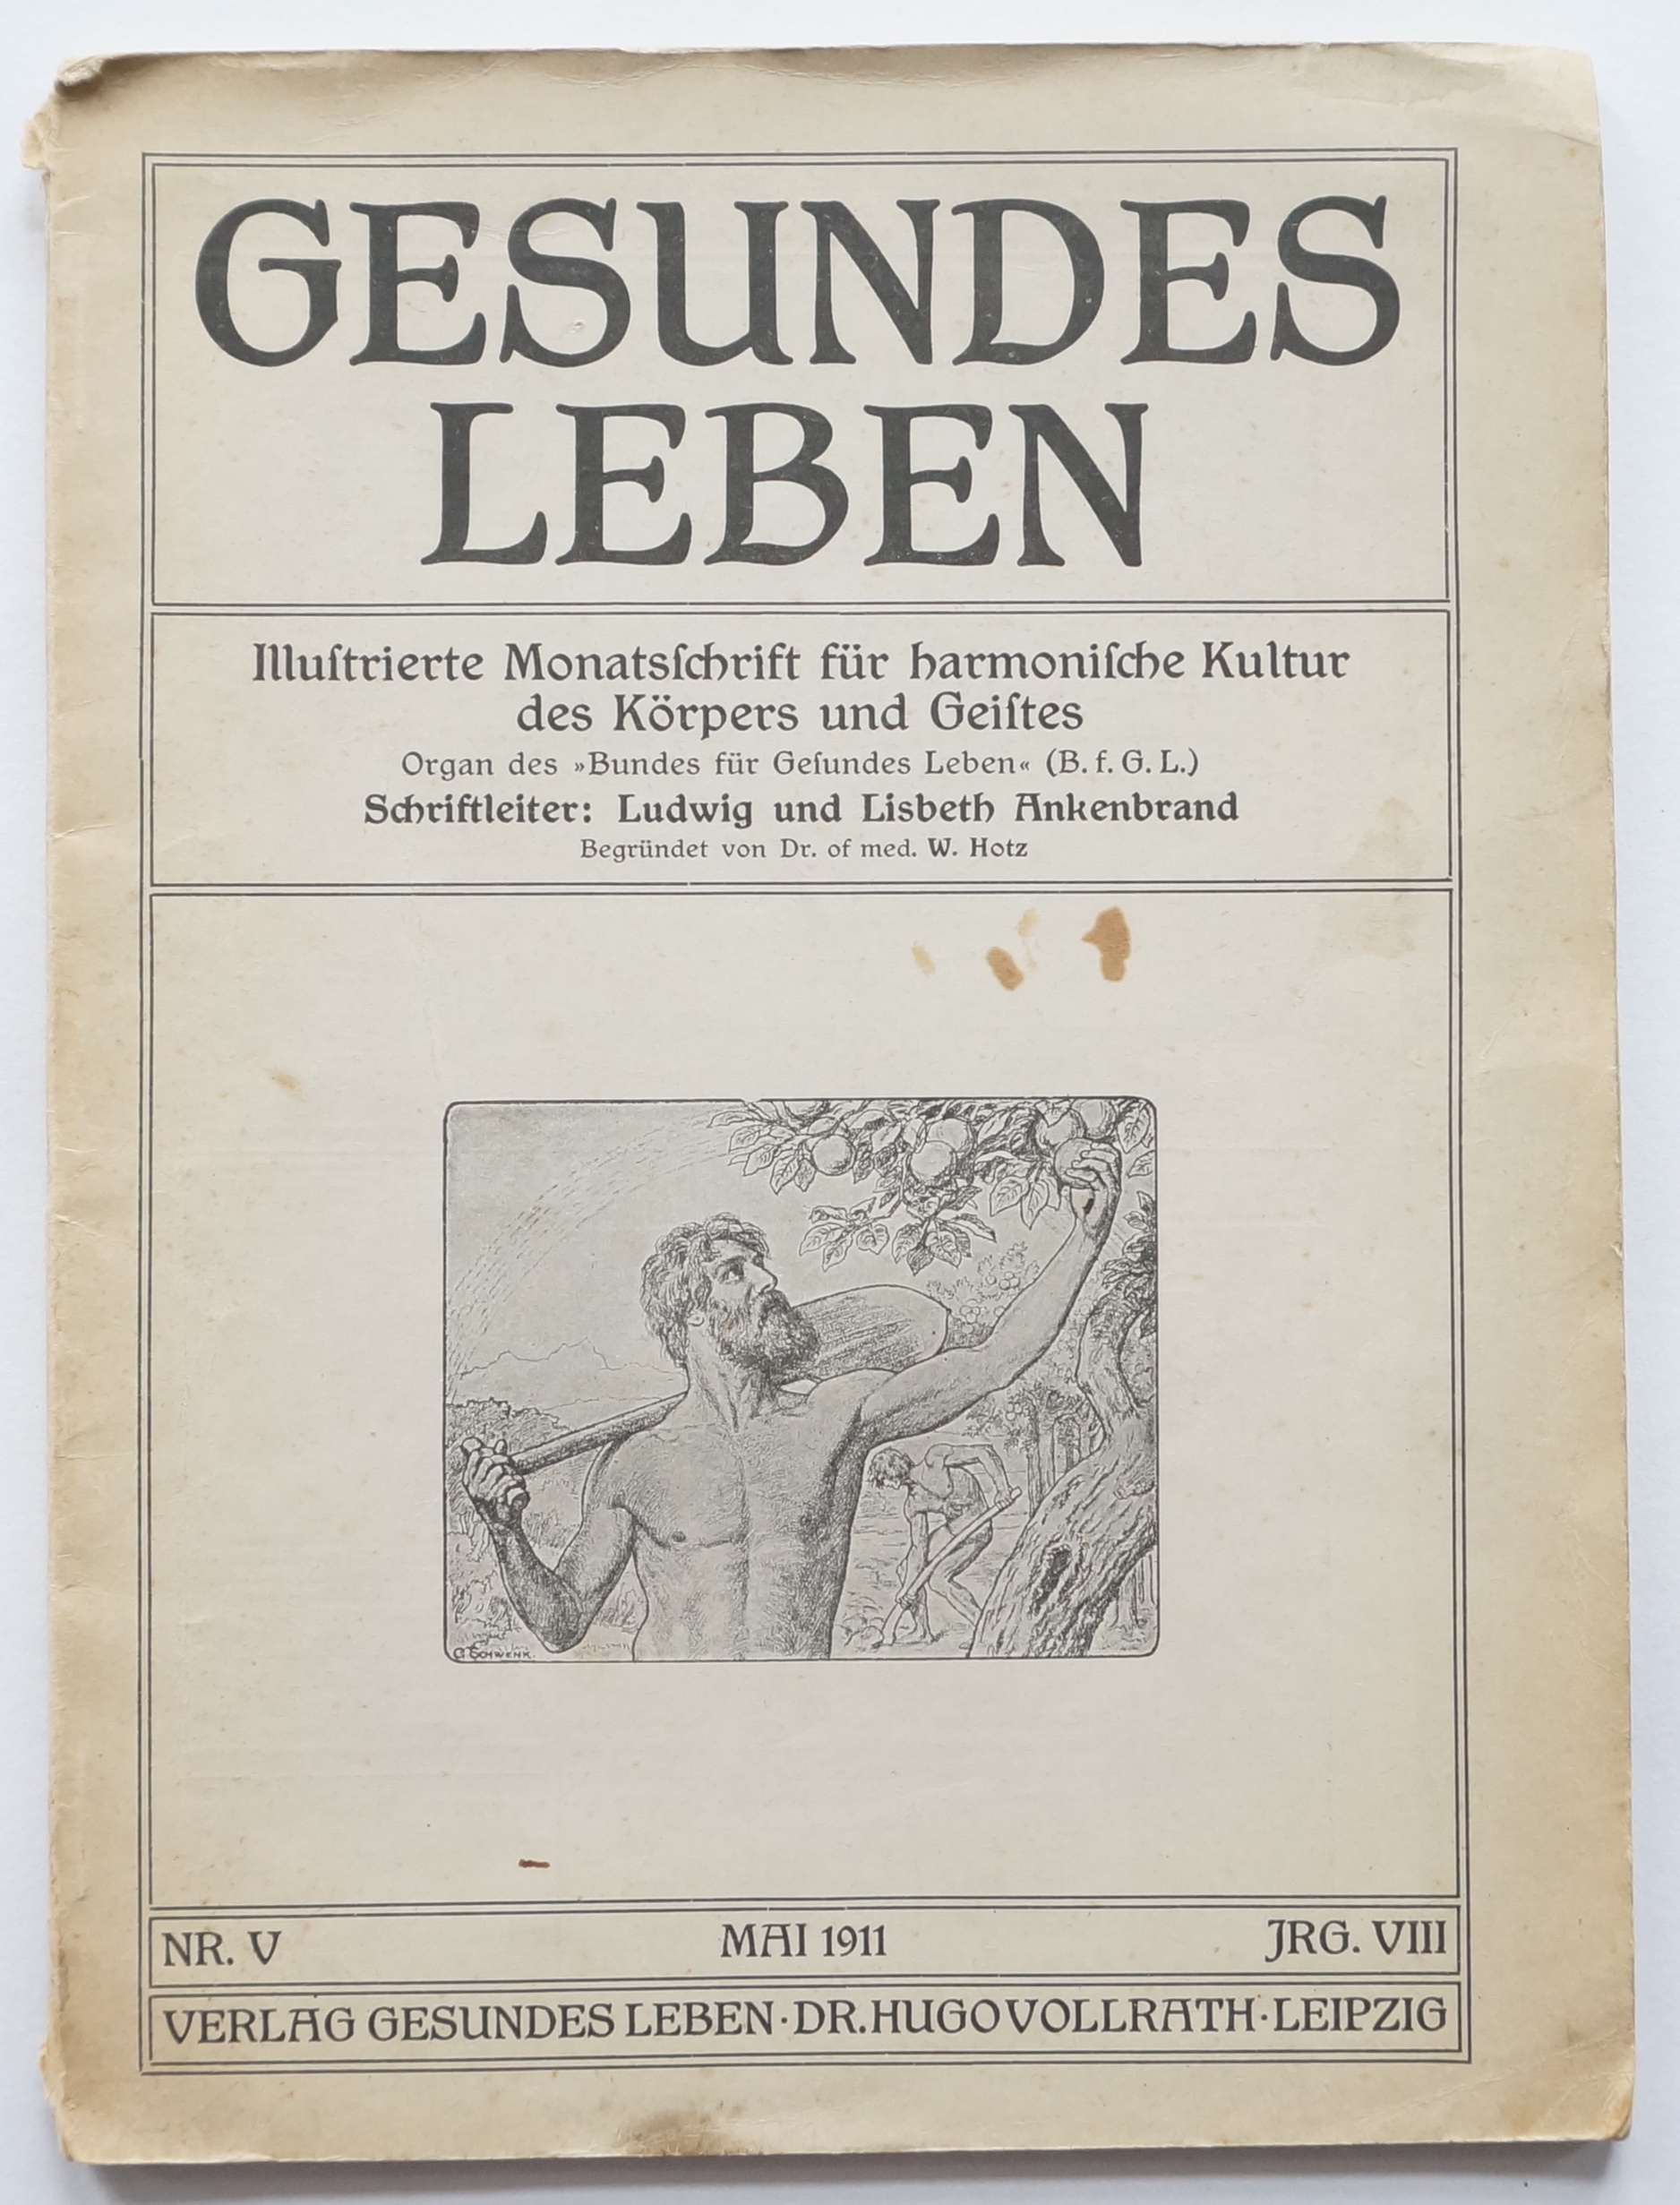 GESUNDES
LEBEN
Illuſtrierte Monatsſchrift für harmoniſche Kultur
des Körpers und Geiſtes
Organ des »Bundes für Geſundes Leben« (B. f. G. L.)
Schriftleiter: Ludwig und Lisbeth Ankenbrand
Begründet von Dr. of med. W. Hotz
G. SCHWENK.
NR. V MAI 1911 JRG. VIII
VERLAG GESUNDES LEBEN · DR. HUGO VOLLRATH · LEIPZIG